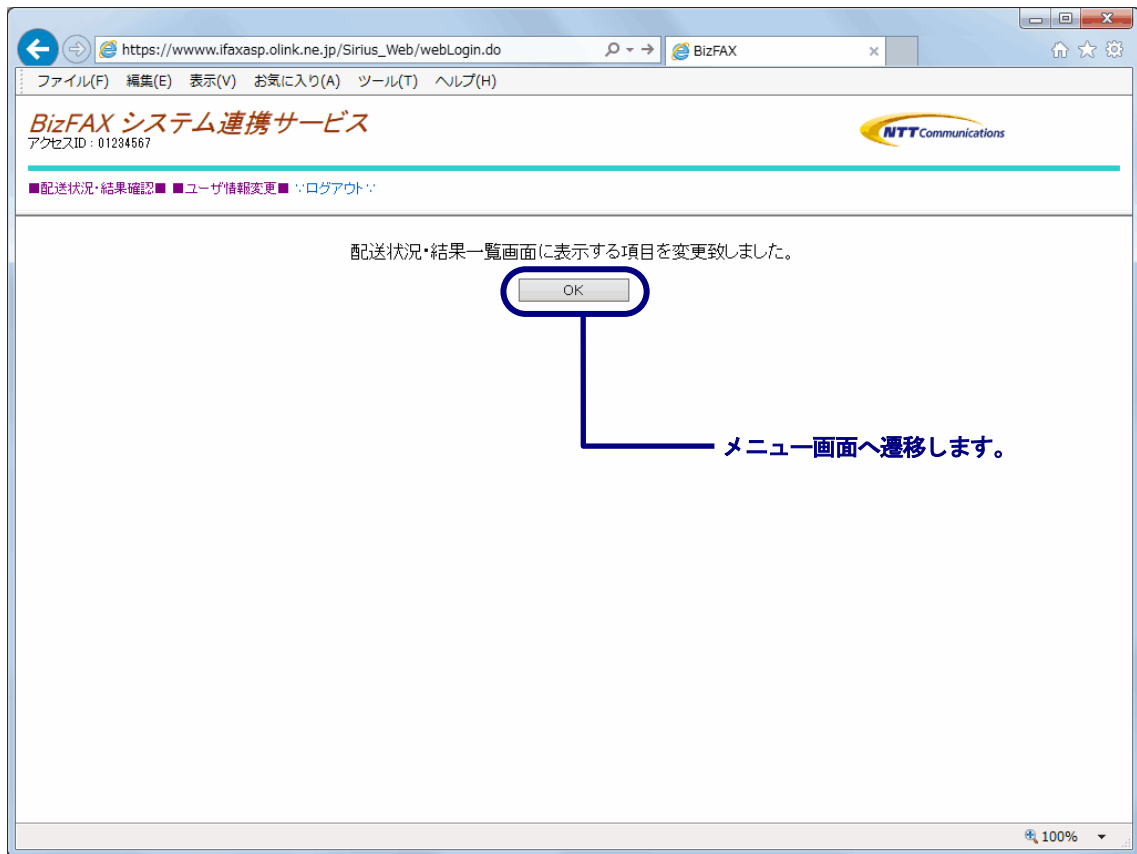 https://wwww.ifaxasp.olink.ne.jp/Sirius_Web/webLogin.do
BizFAX
ファイル(F) 編集(E) 表示(V) お気に入り(A) ツール(T) ヘルプ(H)
BizFAX システム連携サービス
アクセスID : 01234567
NTT Communications
■配送状況・結果確認■ ■ユーザ情報変更■ ∵ログアウト∵
配送状況・結果一覧画面に表示する項目を変更致しました。
OK
メニュー画面へ遷移します。
100%